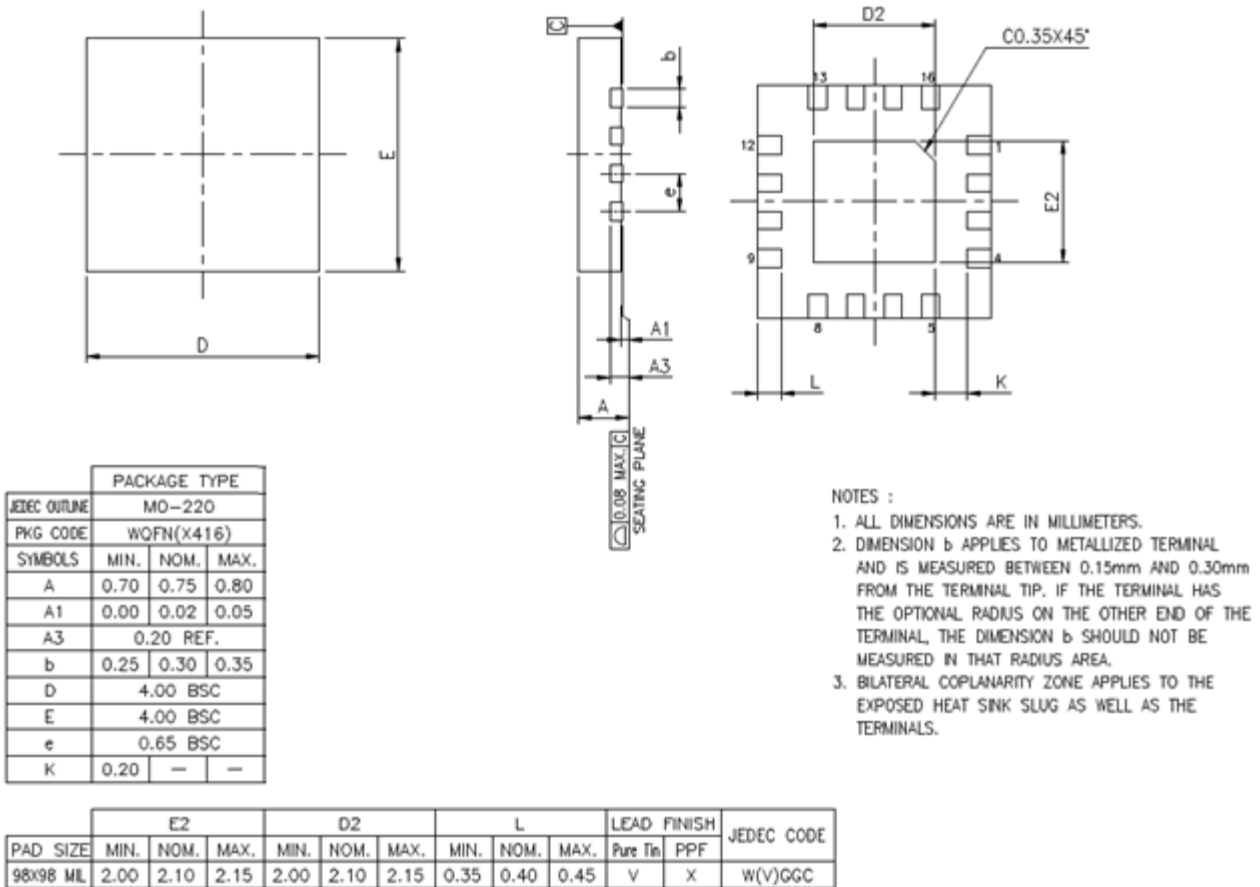 D
E
C
b
e
A1
A3
A
0.08 MAX. C
SEATING PLANE
D2
C0.35X45°
13 16
12 1
E2
9 4
8 5
L K
PACKAGE TYPE
JEDEC OUTLINE MO-220
PKG CODE WQFN(X416)
SYMBOLS MIN. NOM. MAX.
A 0.70 0.75 0.80
A1 0.00 0.02 0.05
A3 0.20 REF.
b 0.25 0.30 0.35
D 4.00 BSC
E 4.00 BSC
e 0.65 BSC
K 0.20 — —
NOTES :
1. ALL DIMENSIONS ARE IN MILLIMETERS.
2. DIMENSION b APPLIES TO METALLIZED TERMINAL
AND IS MEASURED BETWEEN 0.15mm AND 0.30mm
FROM THE TERMINAL TIP. IF THE TERMINAL HAS
THE OPTIONAL RADIUS ON THE OTHER END OF THE
TERMINAL, THE DIMENSION b SHOULD NOT BE
MEASURED IN THAT RADIUS AREA.
3. BILATERAL COPLANARITY ZONE APPLIES TO THE
EXPOSED HEAT SINK SLUG AS WELL AS THE
TERMINALS.
E2 D2 L LEAD FINISH JEDEC CODE
PAD SIZE MIN. NOM. MAX. MIN. NOM. MAX. MIN. NOM. MAX. Pure Tin PPF
98X98 MIL 2.00 2.10 2.15 2.00 2.10 2.15 0.35 0.40 0.45 V X W(V)GGC